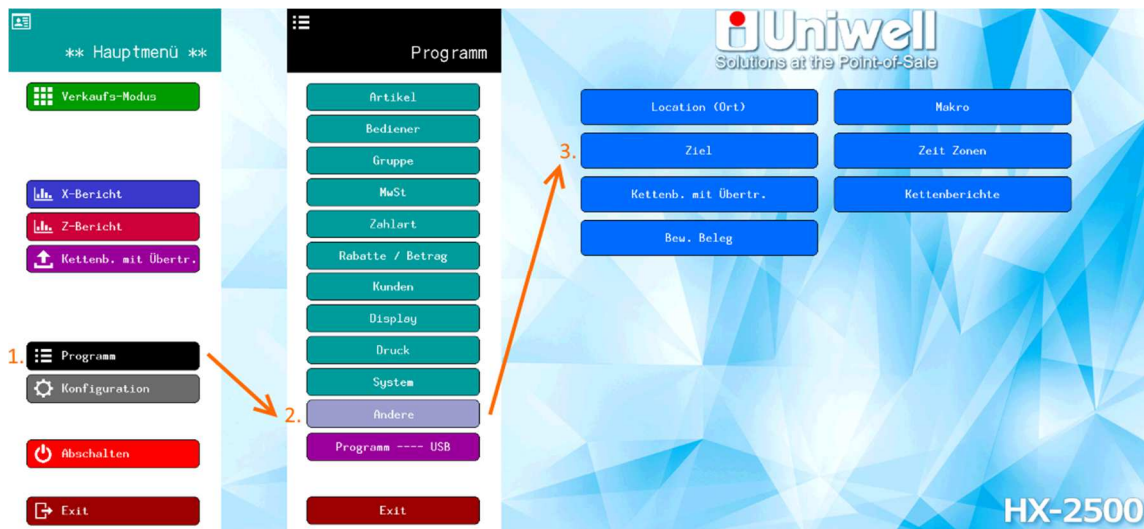 ** Hauptmenü **
Verkaufs-Modus
X-Bericht
Z-Bericht
Kettenb. mit Übertr.
1.
Programm
Konfiguration
Abschalten
Exit
Programm
Artikel
Bediener
Gruppe
MwSt
Zahlart
Rabatte / Betrag
Kunden
Display
Druck
System
2.
Andere
Programm ---- USB
Exit
Uniwell
Solutions at the Point-of-Sale
Location (Ort)
Makro
3.
Ziel
Zeit Zonen
Kettenb. mit Übertr.
Kettenberichte
Bew. Beleg
HX-2500